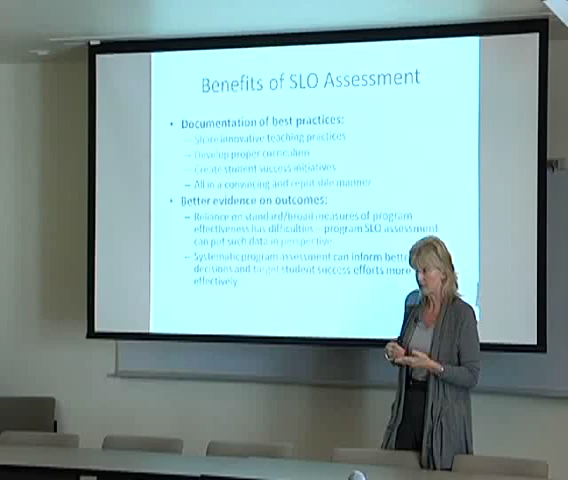 Benefits of SLO Assessment
• Documentation of best practices:
– Share innovative teaching practices
– Develop proper curriculum
– Create student success initiatives
– All in a convincing and reputable manner
• Better evidence on outcomes:
– Reliance on standard/broad measures of program
effectiveness has difficulties – program SLO assessment
can put such data in perspective
– Systematic program assessment can inform
decisions and target student success efforts more
effectively.